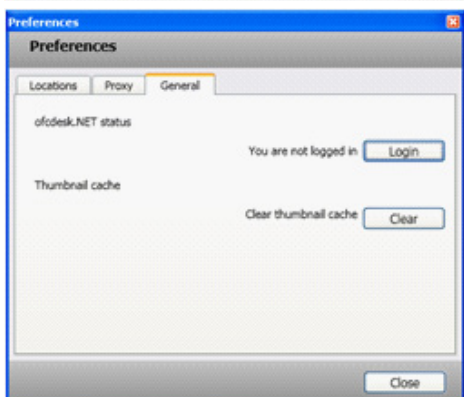 Preferences
Preferences
Locations Proxy General
ofcdesk.NET status
You are not logged in Login
Thumbnail cache
Clear thumbnail cache Clear
Close